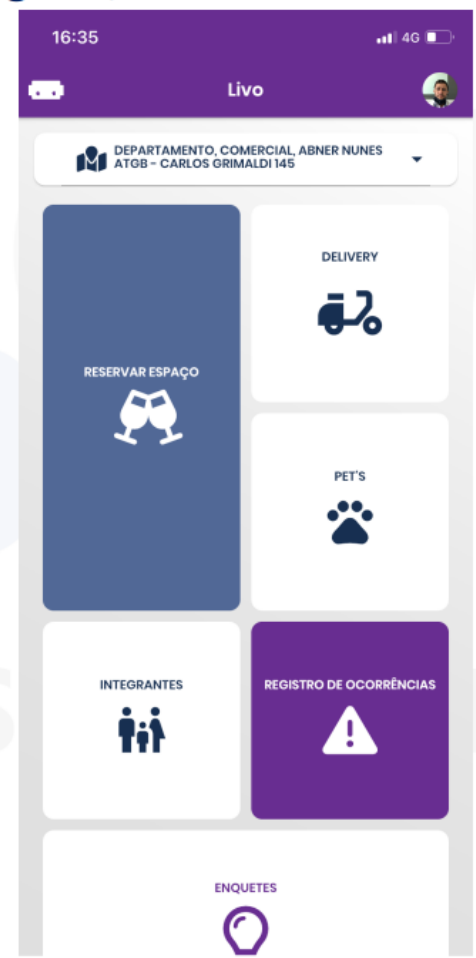 16:35
4G
Livo
DEPARTAMENTO, COMERCIAL, ABNER NUNES
ATGB - CARLOS GRIMALDI 145
DELIVERY
RESERVAR ESPAÇO
PET'S
INTEGRANTES
REGISTRO DE OCORRÊNCIAS
ENQUETES